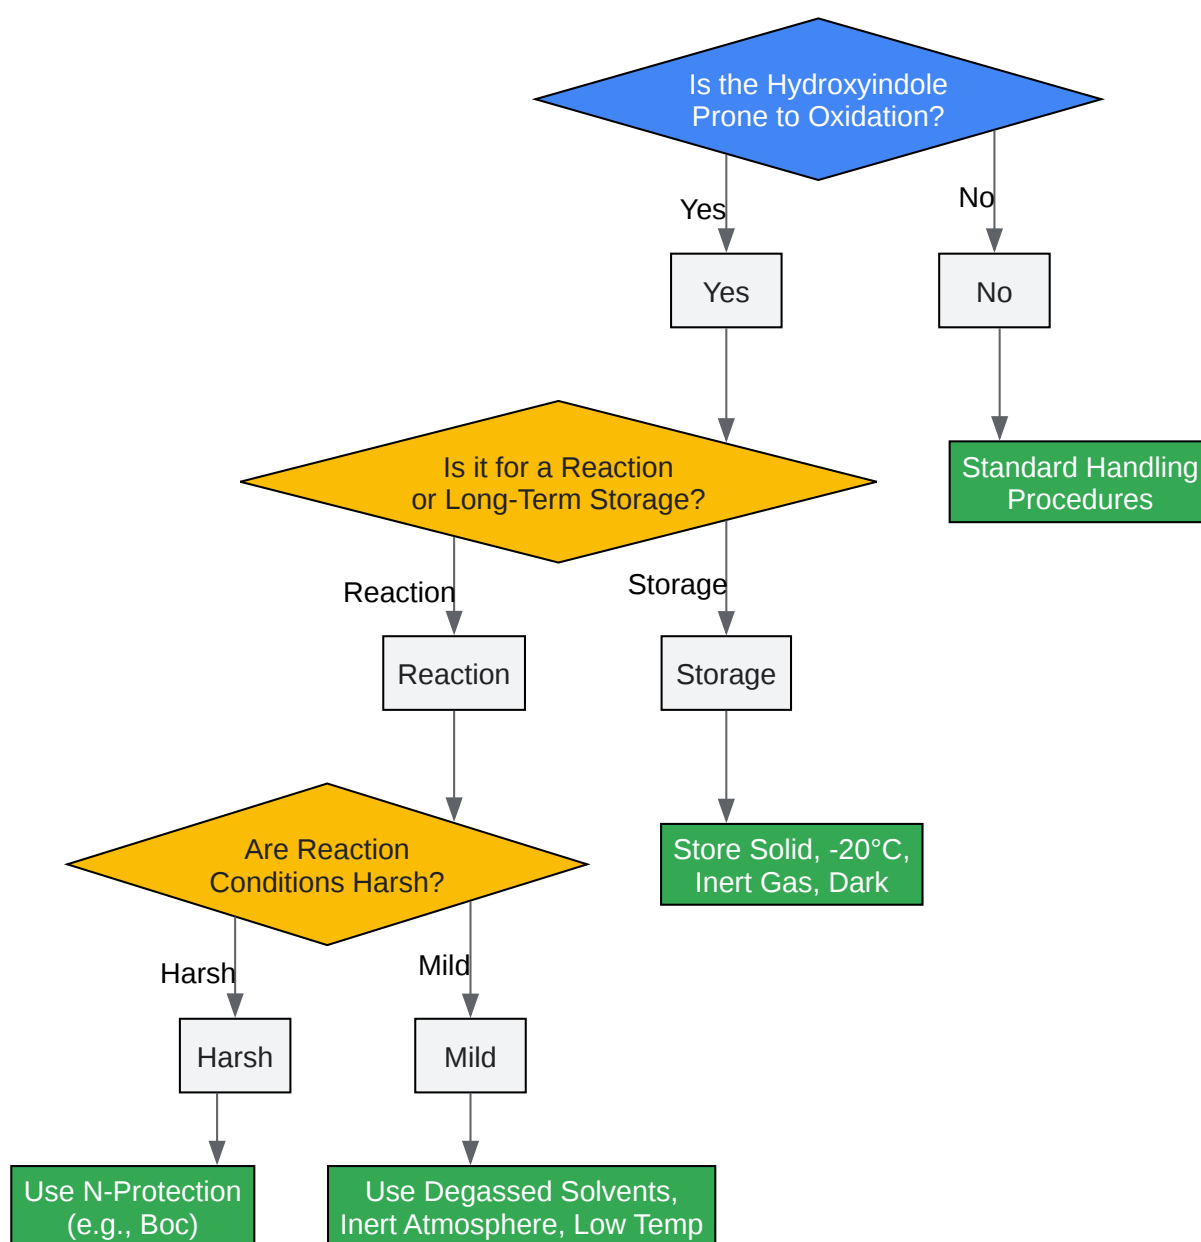 Is the Hydroxyindole
Prone to Oxidation?
Yes
No
Yes
No
Is it for a Reaction
or Long-Term Storage?
Standard Handling
Procedures
Reaction
Storage
Reaction
Storage
Are Reaction
Conditions Harsh?
Store Solid, -20°C,
Inert Gas, Dark
Harsh
Mild
Harsh
Mild
Use N-Protection
(e.g., Boc)
Use Degassed Solvents,
Inert Atmosphere, Low Temp